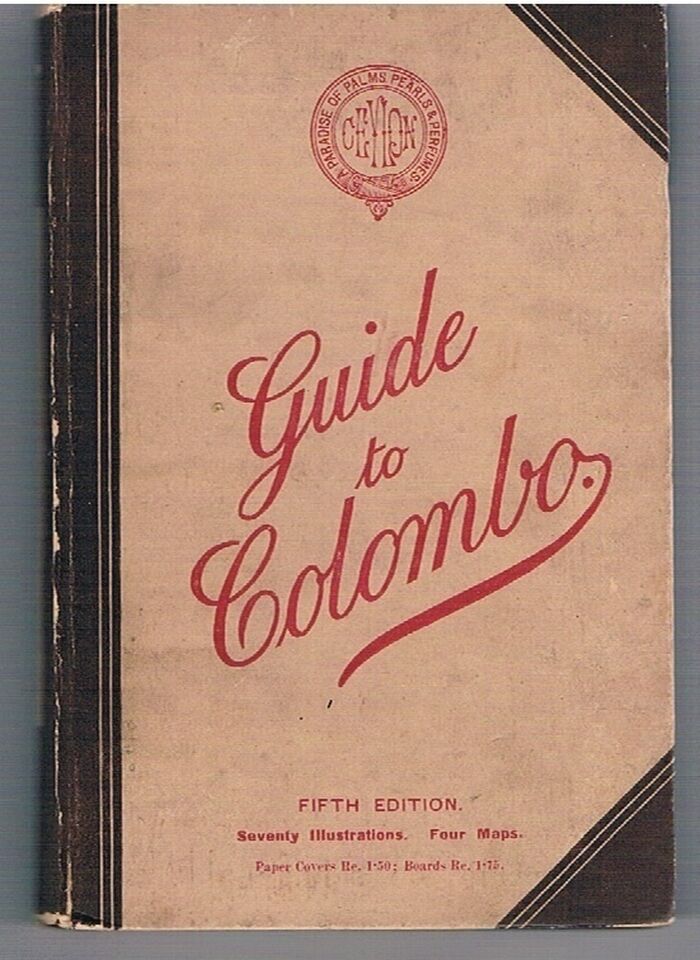 A PARADISE OF PALMS, PEARLS & PERFUMES.
CEYLON
Guide
to
Colombo.
FIFTH EDITION.
Seventy Illustrations. Four Maps.
Paper Covers Re. 1·50; Boards Re. 1·75.